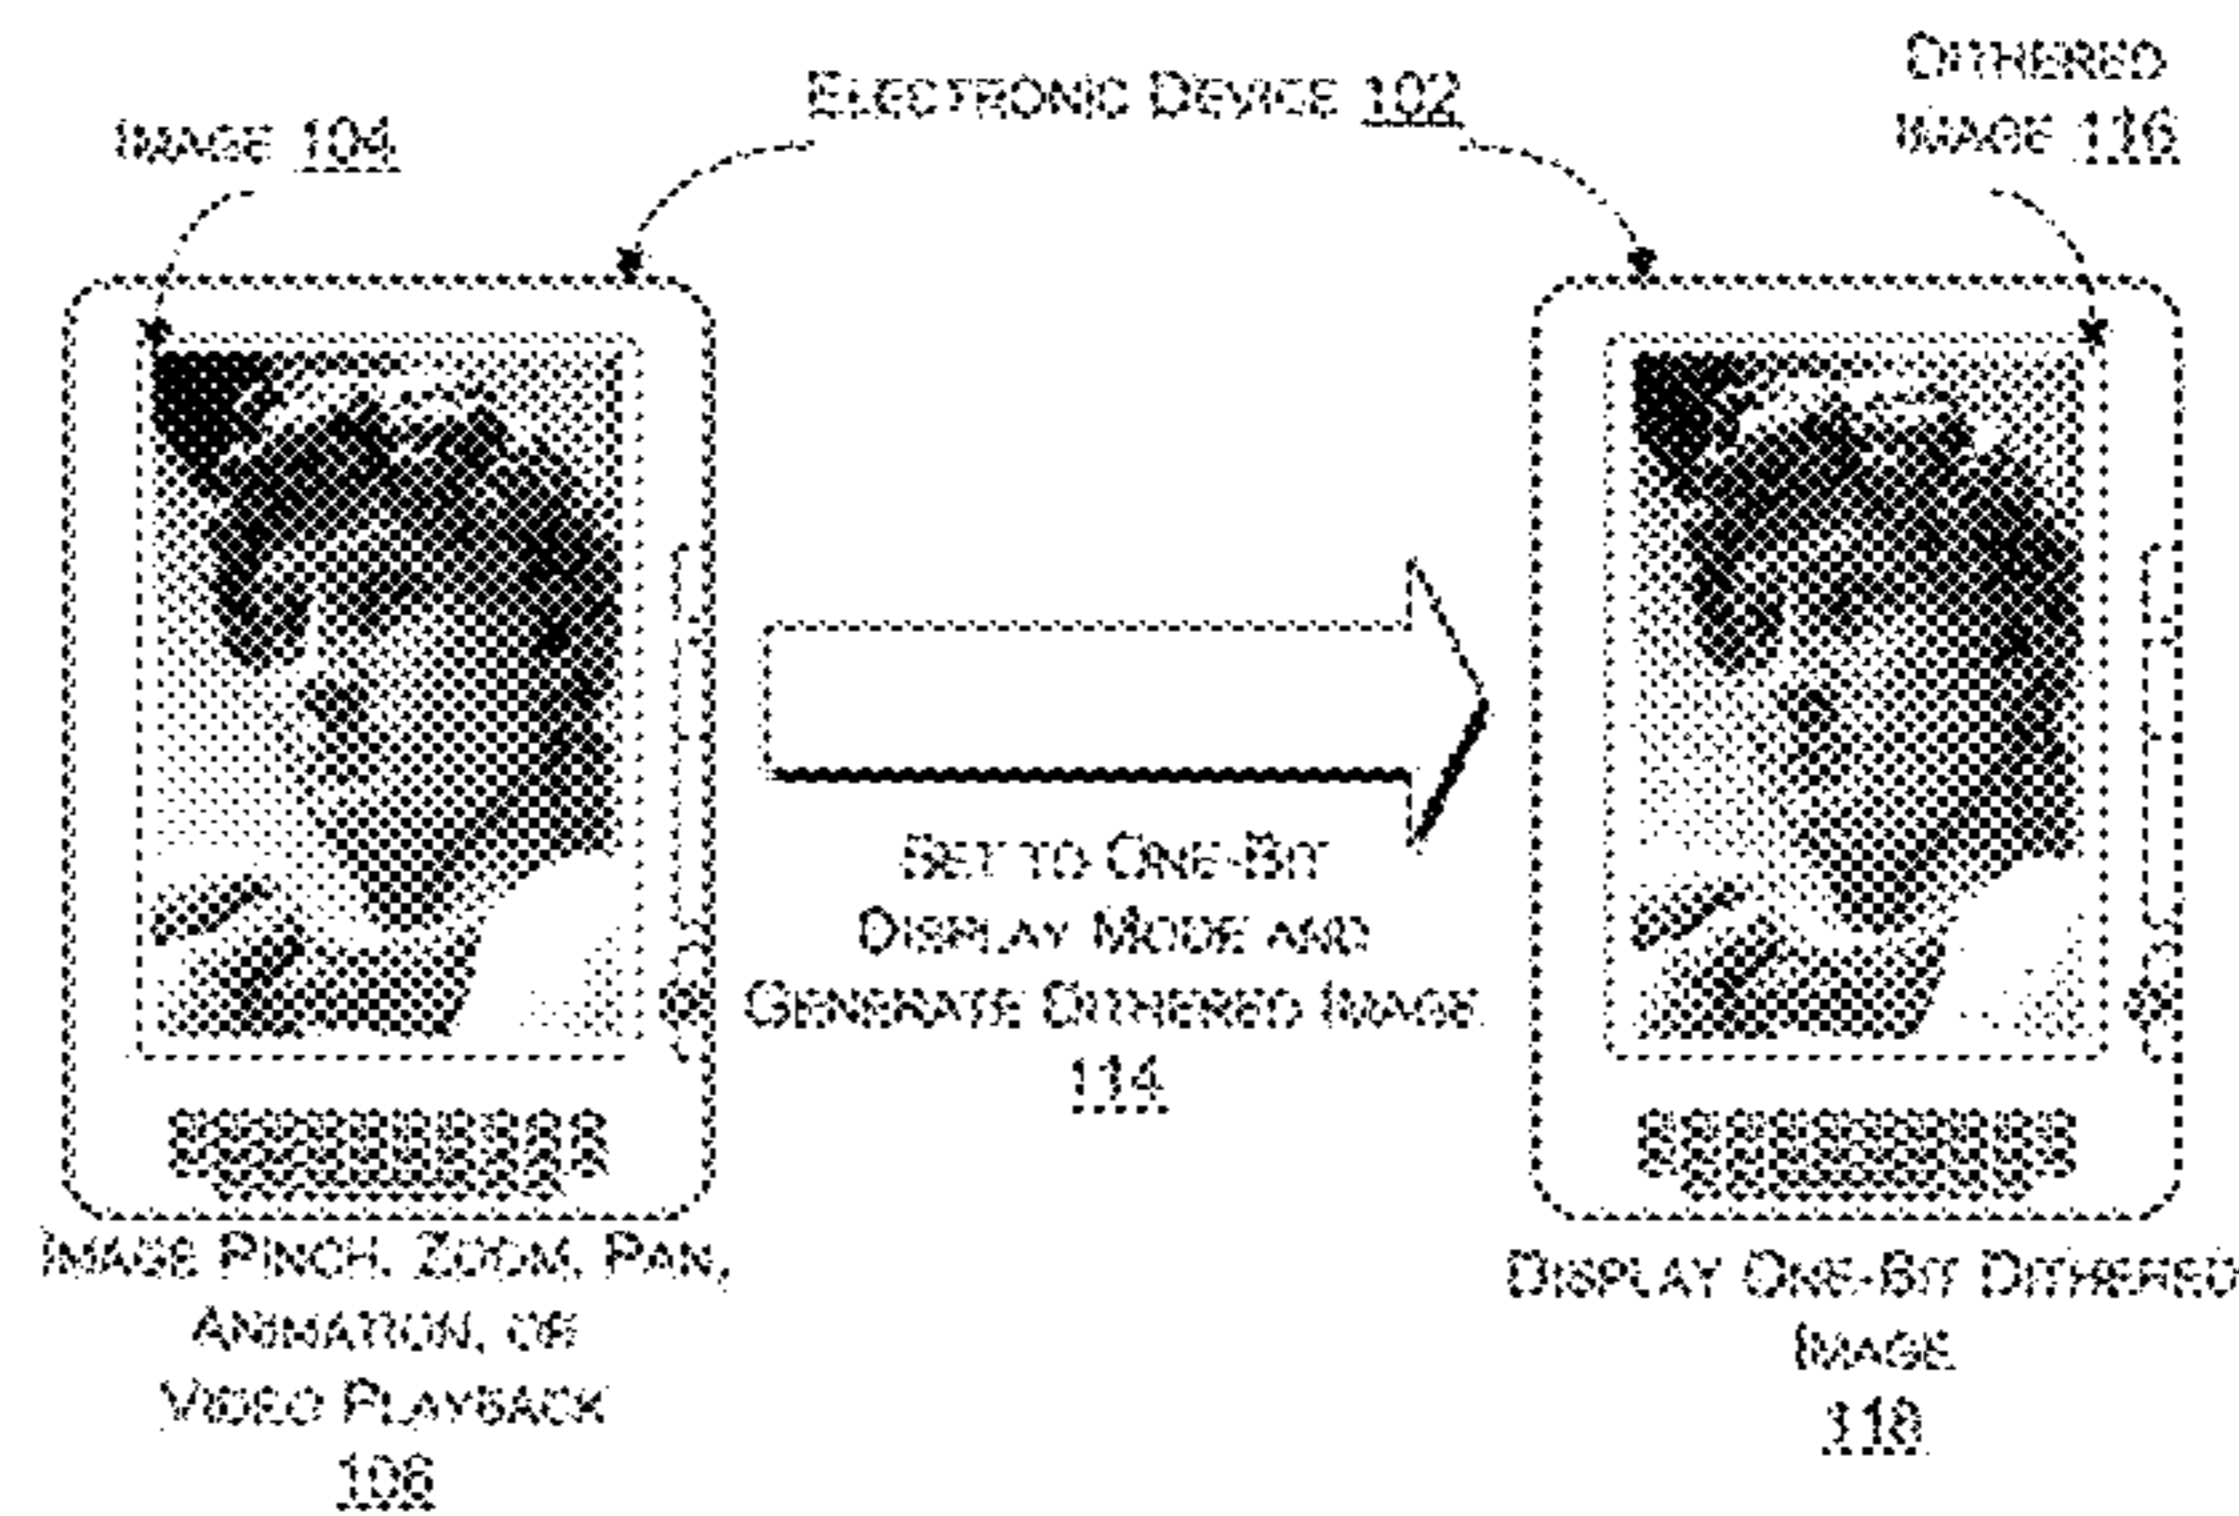 ELECTRONIC DEVICE 102
IMAGE 104
DITHERED
IMAGE 116
SET TO ONE-BIT
DISPLAY MODE AND
GENERATE DITHERED IMAGE
114
IMAGE PINCH, ZOOM, PAN,
ANIMATION, OR
VIDEO PLAYBACK
106
DISPLAY ONE-BIT DITHERED
IMAGE
118